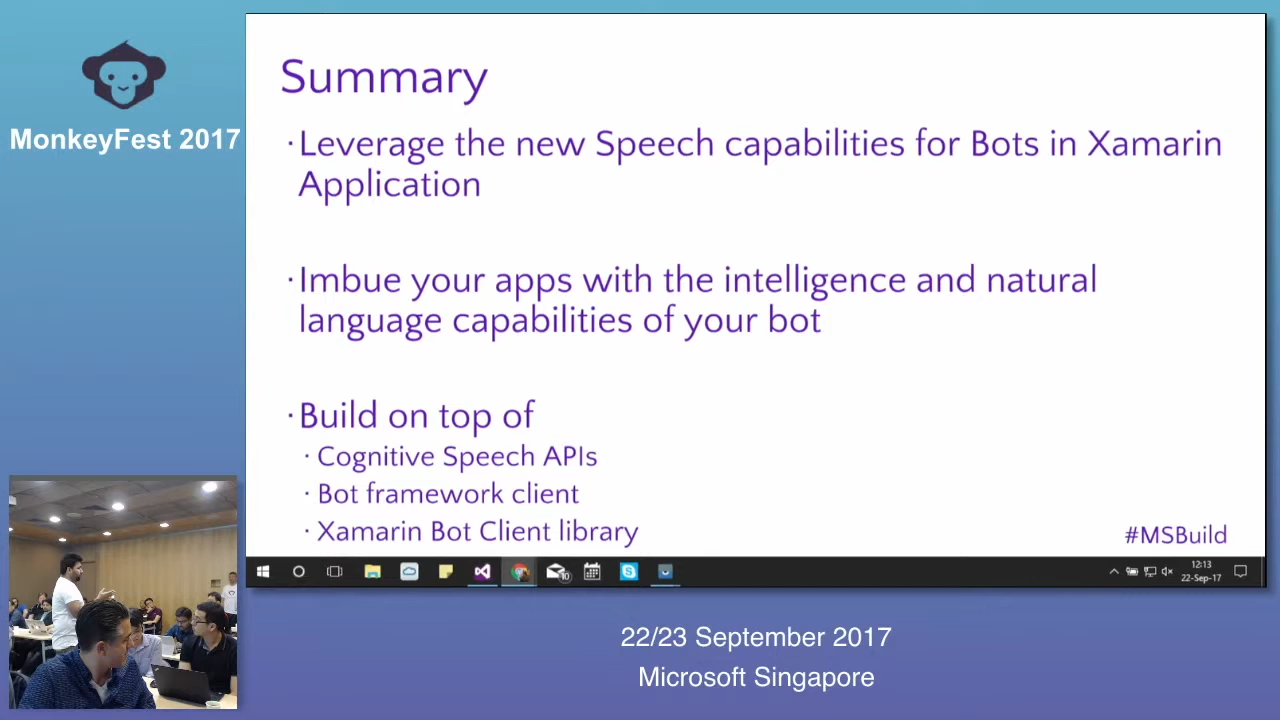 MonkeyFest 2017
Summary
·Leverage the new Speech capabilities for Bots in Xamarin
Application
·Imbue your apps with the intelligence and natural
language capabilities of your bot
·Build on top of
· Cognitive Speech APIs
· Bot framework client
· Xamarin Bot Client library
#MSBuild
10
12:13
22-Sep-17
22/23 September 2017
Microsoft Singapore